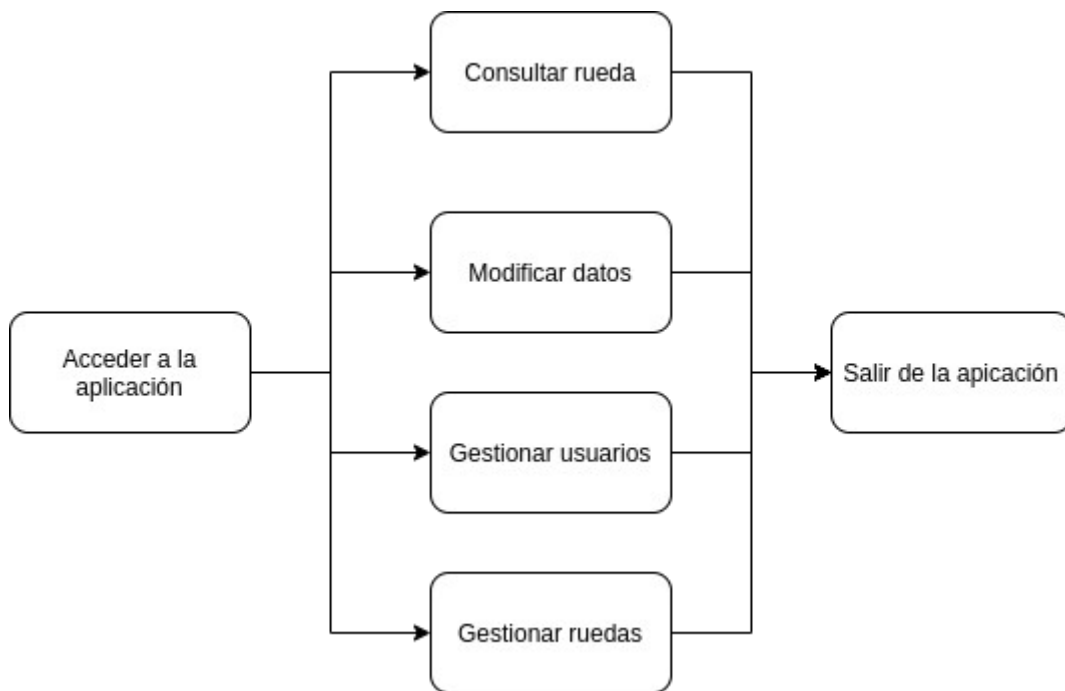 Consultar rueda
Modificar datos
Acceder a la
aplicación
Salir de la apicación
Gestionar usuarios
Gestionar ruedas